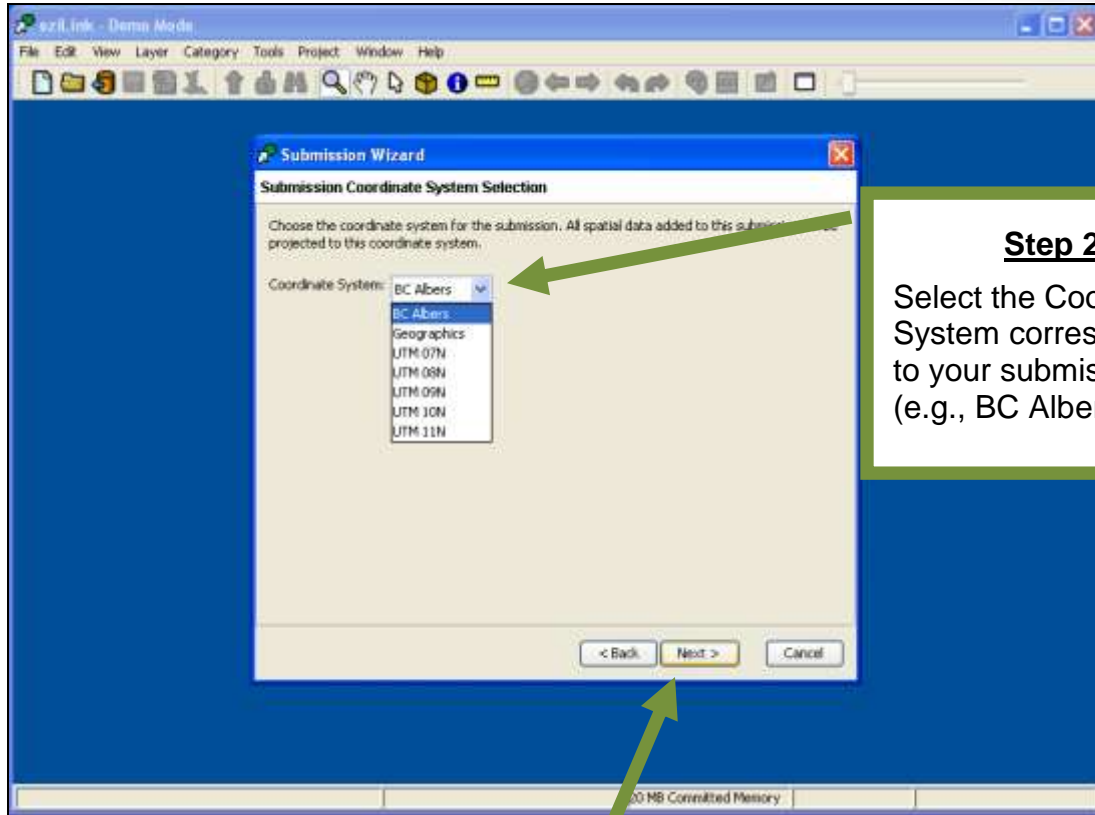 eziLink - Demo Mode
File Edit View Layer Category Tools Project Window Help
Submission Wizard
Submission Coordinate System Selection
Choose the coordinate system for the submission. All spatial data added to this
projected to this coordinate system.
Coordinate System: BC Albers
BC Albers
Geographics
UTM 07N
UTM 08N
UTM 09N
UTM 10N
UTM 11N
< Back Next > Cancel
MB Committed Memory
Step 2
Select the Coo
System corres
to your submis
(e.g., BC Albe